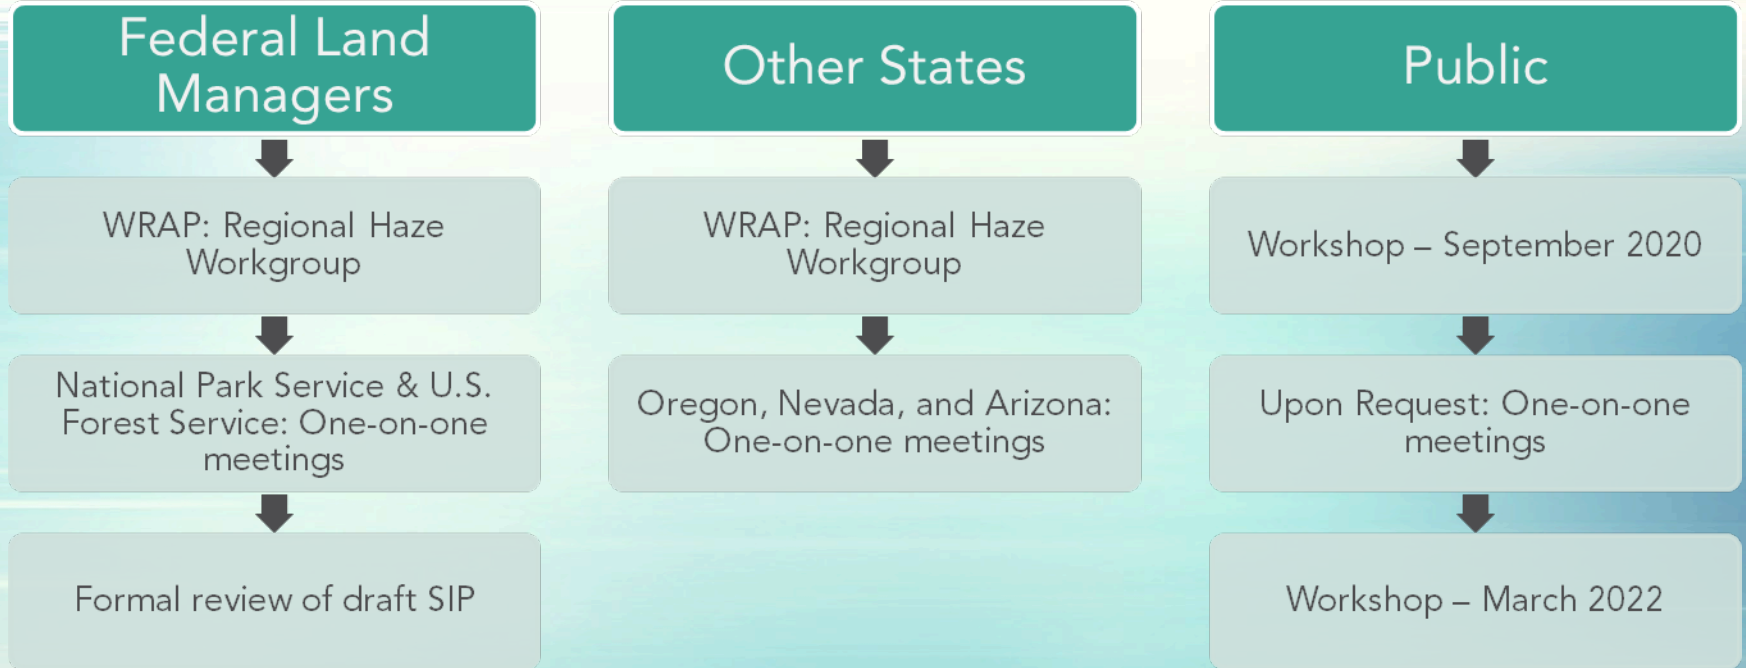 Federal Land
Managers
WRAP: Regional Haze
Workgroup
National Park Service & U.S.
Forest Service: One-on-one
meetings
Formal review of draft SIP
Other States
WRAP: Regional Haze
Workgroup
Oregon, Nevada, and Arizona:
One-on-one meetings
Public
Workshop – September 2020
Upon Request: One-on-one
meetings
Workshop – March 2022